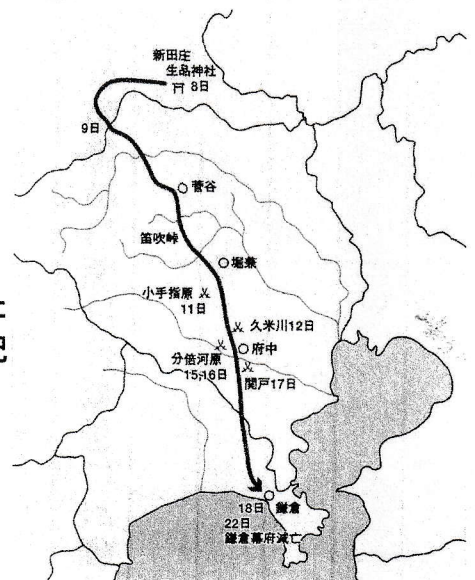 新田庄
生品神社
8日
9日
菅谷
笛吹峠
堀兼
小手指原
11日
久米川12日
府中
分倍河原
15,16日
関戸17日
鎌倉
18日
22日
鎌倉幕府滅亡